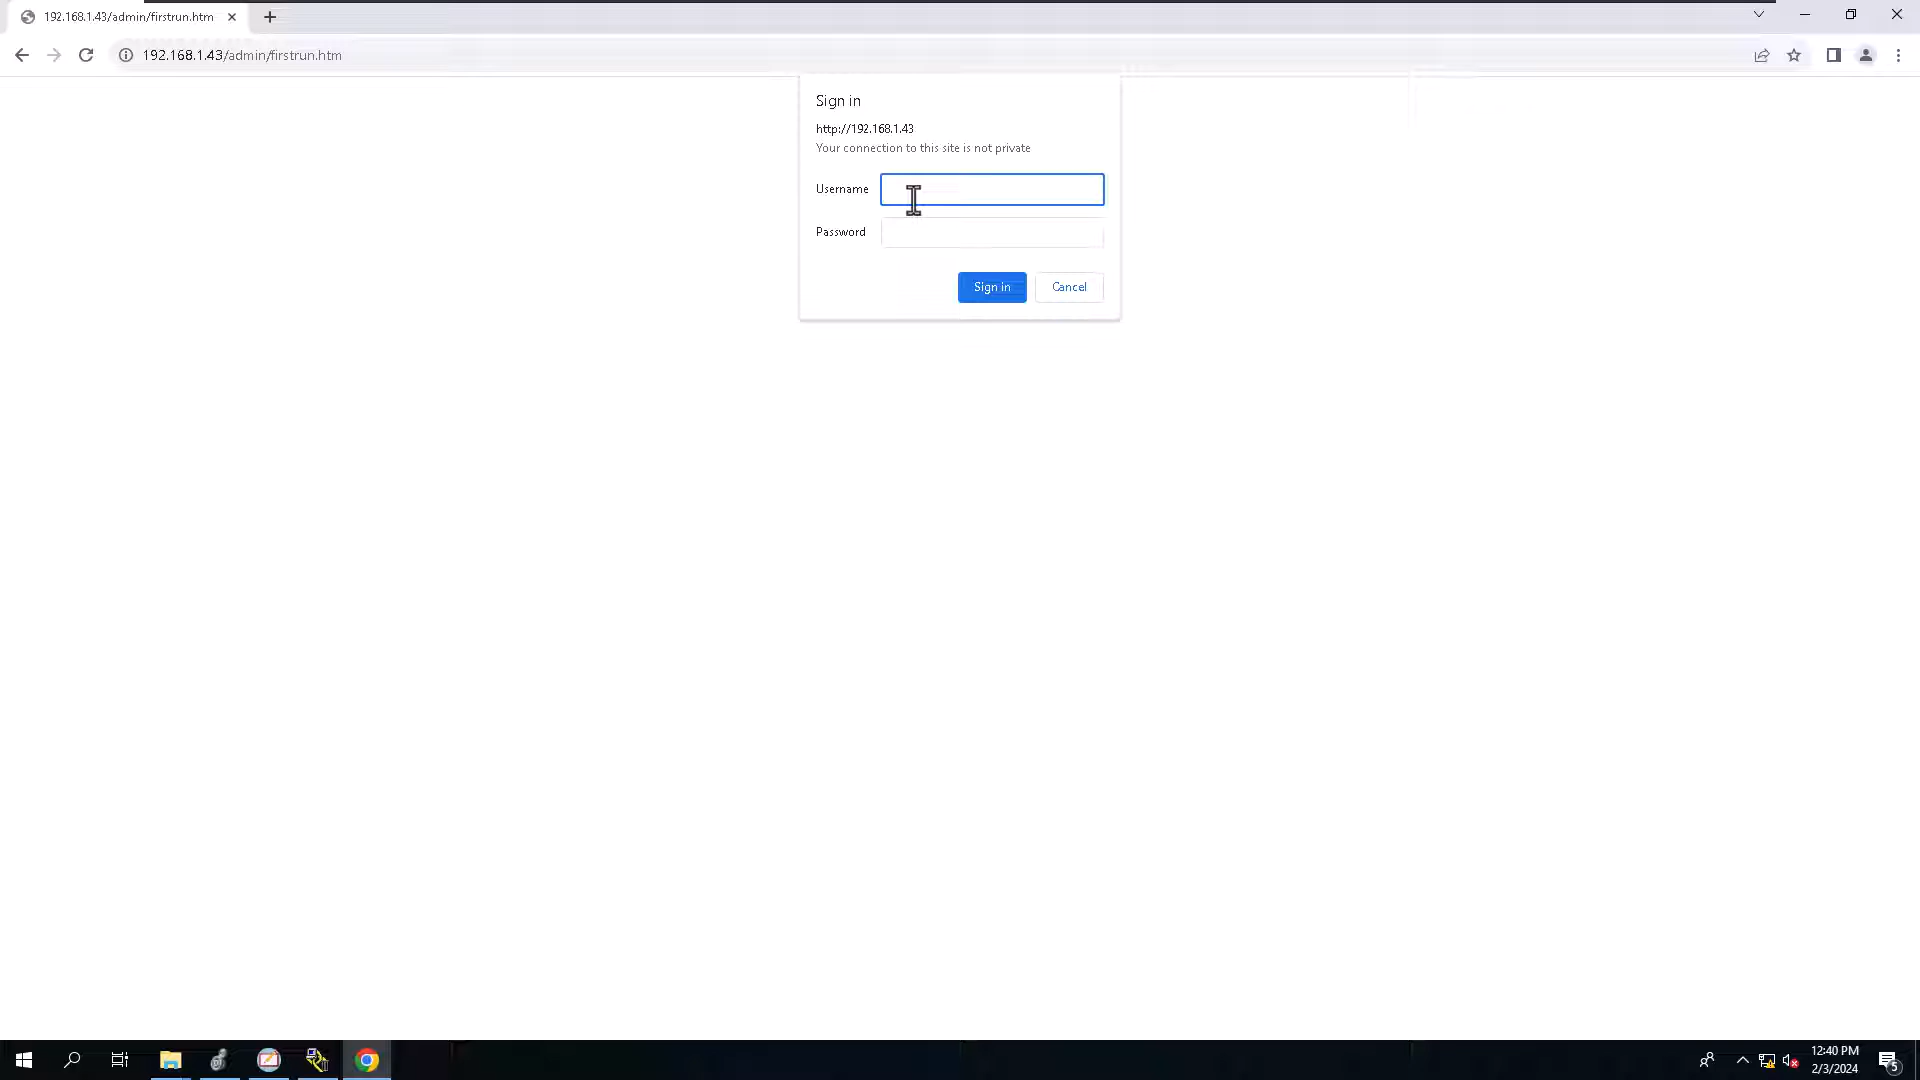 192.168.1.43/admin/firstrun.htm
192.168.1.43/admin/firstrun.htm
Sign in
http://192.168.1.43
Your connection to this site is not private
Username
Password
Sign in
Cancel
12:40 PM
2/3/2024
5